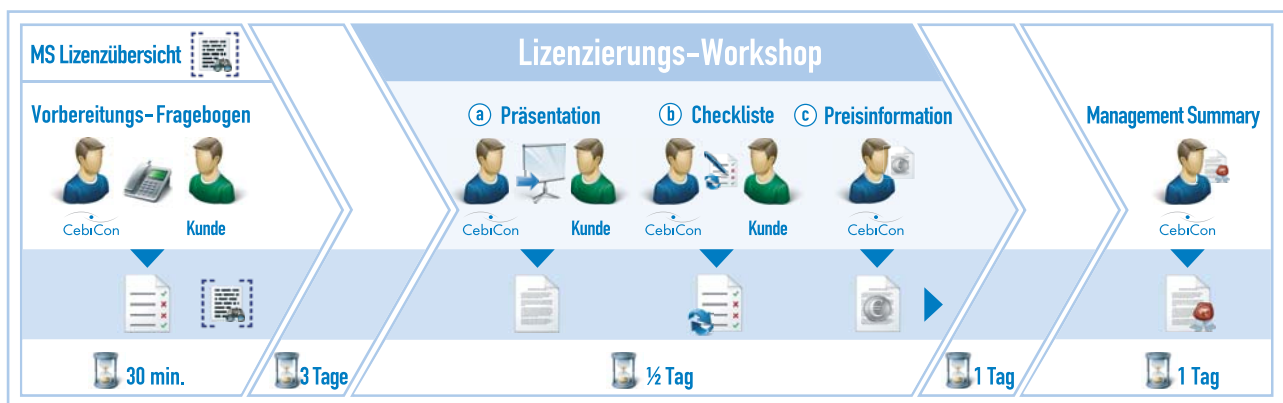 MS Lizenzübersicht
Lizenzierungs-Workshop
Vorbereitungs-Fragebogen
a Präsentation
b Checkliste
c Preisinformation
Management Summary
CebiCon
Kunde
CebiCon
Kunde
CebiCon
Kunde
CebiCon
CebiCon
30 min.
3 Tage
½ Tag
1 Tag
1 Tag